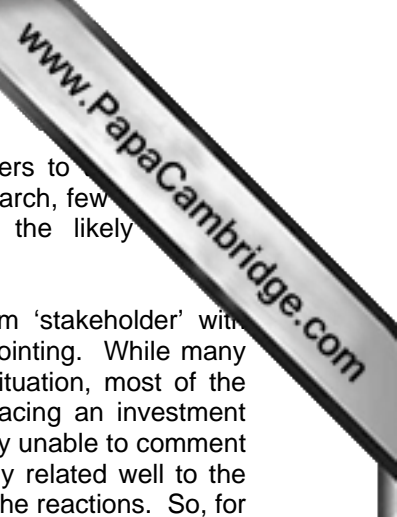 www.PapaCambridge.com
ers to
arch, few
the likely
m ‘stakeholder’ with
ointing. While many
ituation, most of the
acing an investment
y unable to comment
y related well to the
he reactions. So, for